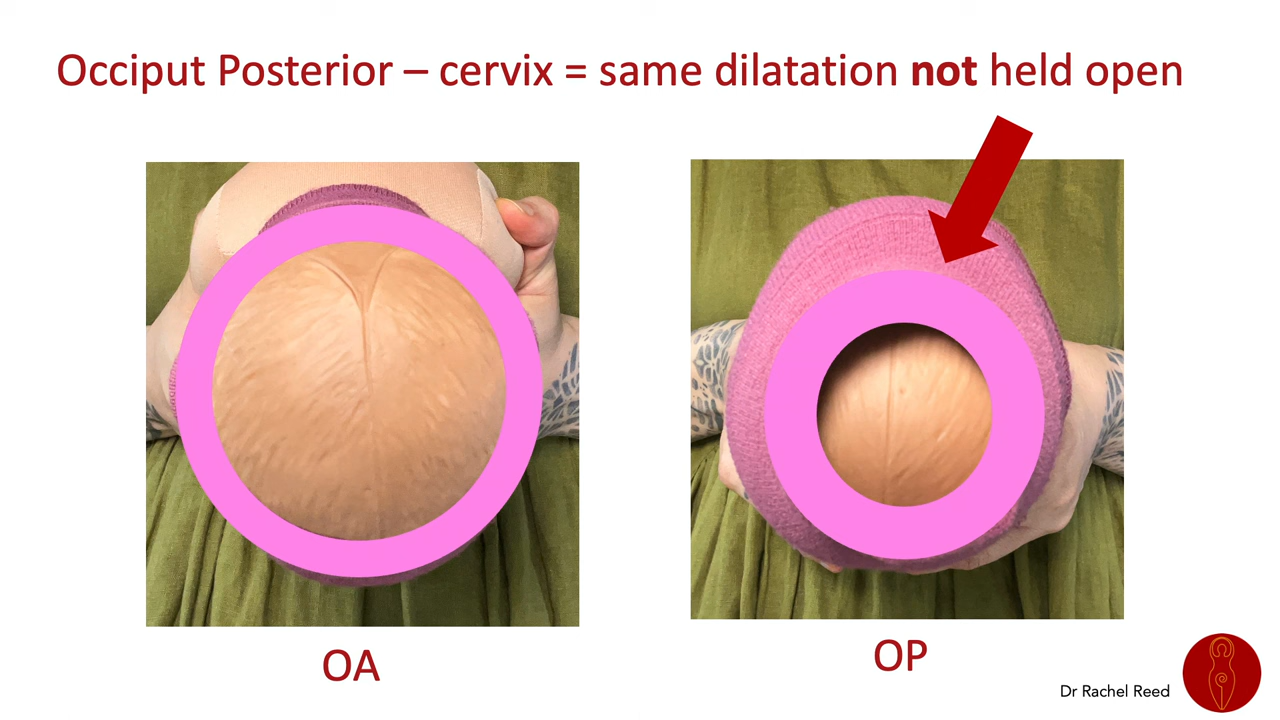 Occiput Posterior – cervix = same dilatation not held open
OA
OP
Dr Rachel Reed